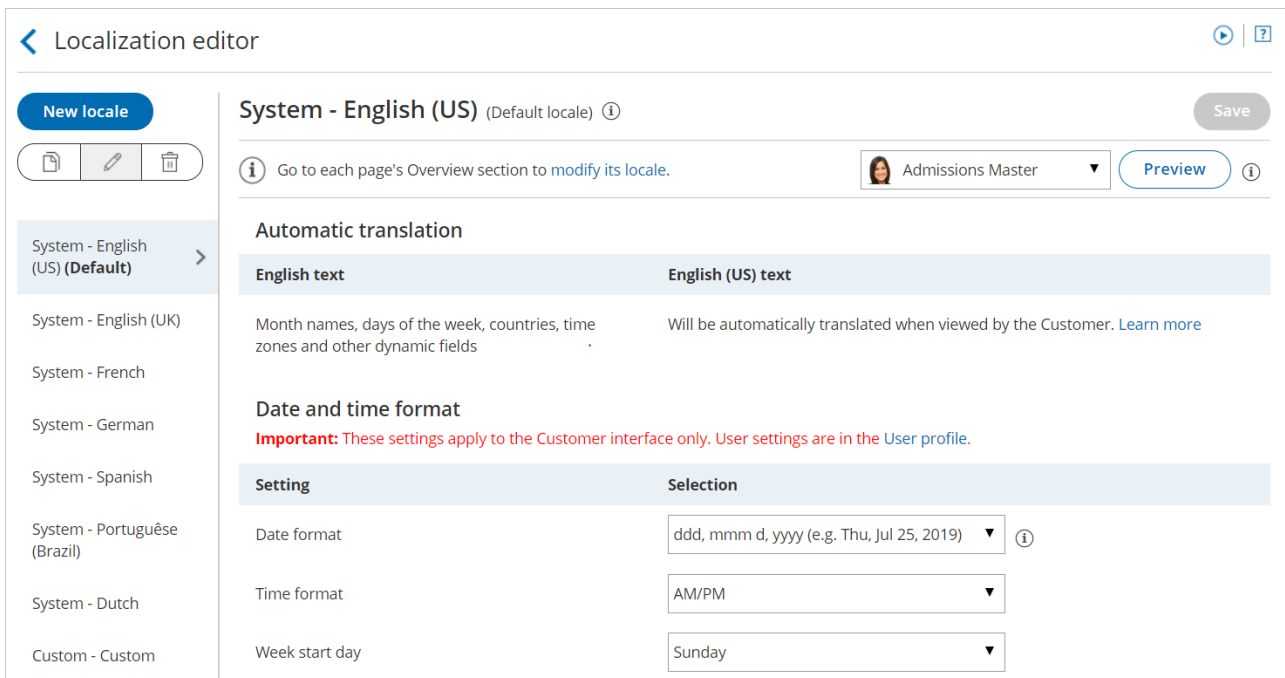 Localization editor
New locale
System - English (US) (Default locale)
Save
Go to each page's Overview section to modify its locale.
Admissions Master
Preview
System - English
(US) (Default)
System - English (UK)
System - French
System - German
System - Spanish
System - Portuguêse
(Brazil)
System - Dutch
Custom - Custom
Automatic translation
English text
English (US) text
Month names, days of the week, countries, time
zones and other dynamic fields
Will be automatically translated when viewed by the Customer. Learn more
Date and time format
Important: These settings apply to the Customer interface only. User settings are in the User profile.
Setting
Selection
Date format
ddd, mmm d, yyyy (e.g. Thu, Jul 25, 2019)
Time format
AM/PM
Week start day
Sunday